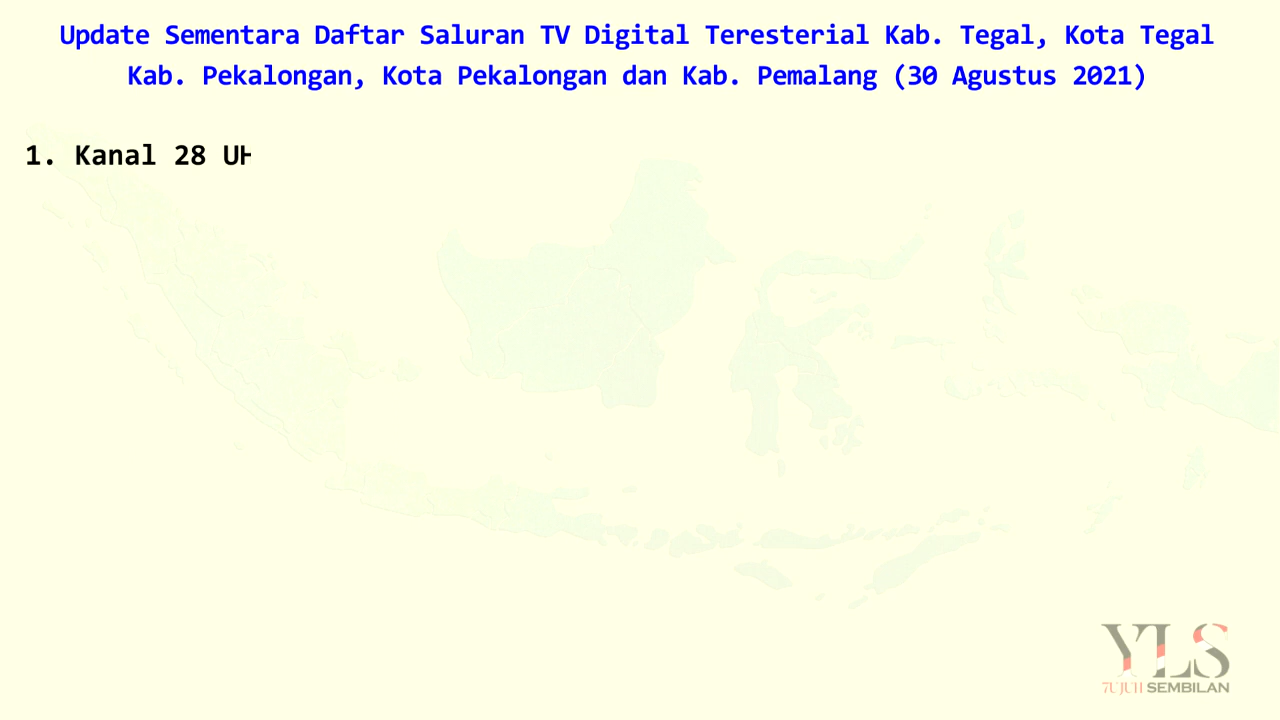 Update Sementara Daftar Saluran TV Digital Teresterial Kab. Tegal, Kota Tegal
Kab. Pekalongan, Kota Pekalongan dan Kab. Pemalang (30 Agustus 2021)
1. Kanal 28
YLS
7UJUH SEMBILAN